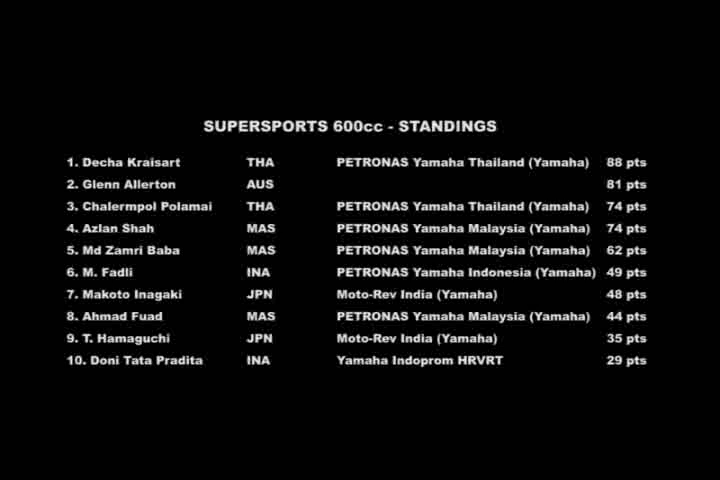 SUPERSPORTS 600cc - STANDINGS
1. Decha Kraisart THA PETRONAS Yamaha Thailand (Yamaha) 88 pts
2. Glenn Allerton AUS 81 pts
3. Chalermpol Polamai THA PETRONAS Yamaha Thailand (Yamaha) 74 pts
4. Azlan Shah MAS PETRONAS Yamaha Malaysia (Yamaha) 74 pts
5. Md Zamri Baba MAS PETRONAS Yamaha Malaysia (Yamaha) 62 pts
6. M. Fadli INA PETRONAS Yamaha Indonesia (Yamaha) 49 pts
7. Makoto Inagaki JPN Moto-Rev India (Yamaha) 48 pts
8. Ahmad Fuad MAS PETRONAS Yamaha Malaysia (Yamaha) 44 pts
9. T. Hamaguchi JPN Moto-Rev India (Yamaha) 35 pts
10. Doni Tata Pradita INA Yamaha Indoprom HRVRT 29 pts